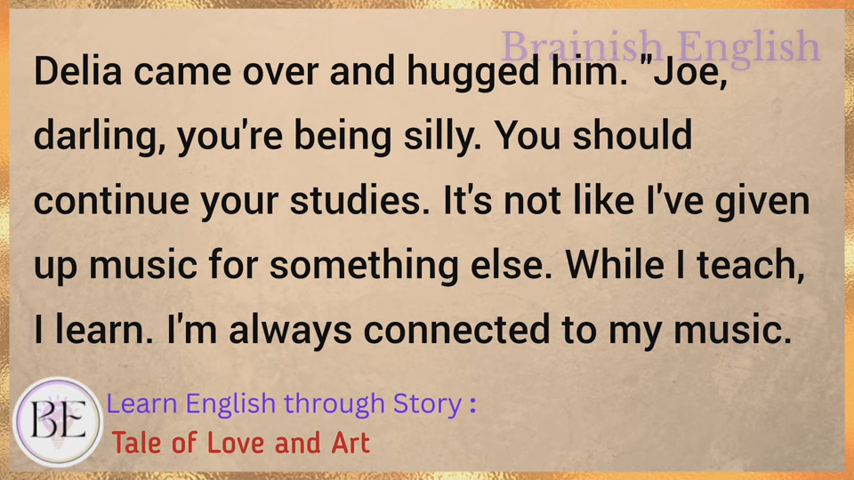 Brainish English
Delia came over and hugged him. "Joe,
darling, you're being silly. You should
continue your studies. It's not like I've given
up music for something else. While I teach,
I learn. I'm always connected to my music.
BE
Learn English through Story :
Tale of Love and Art